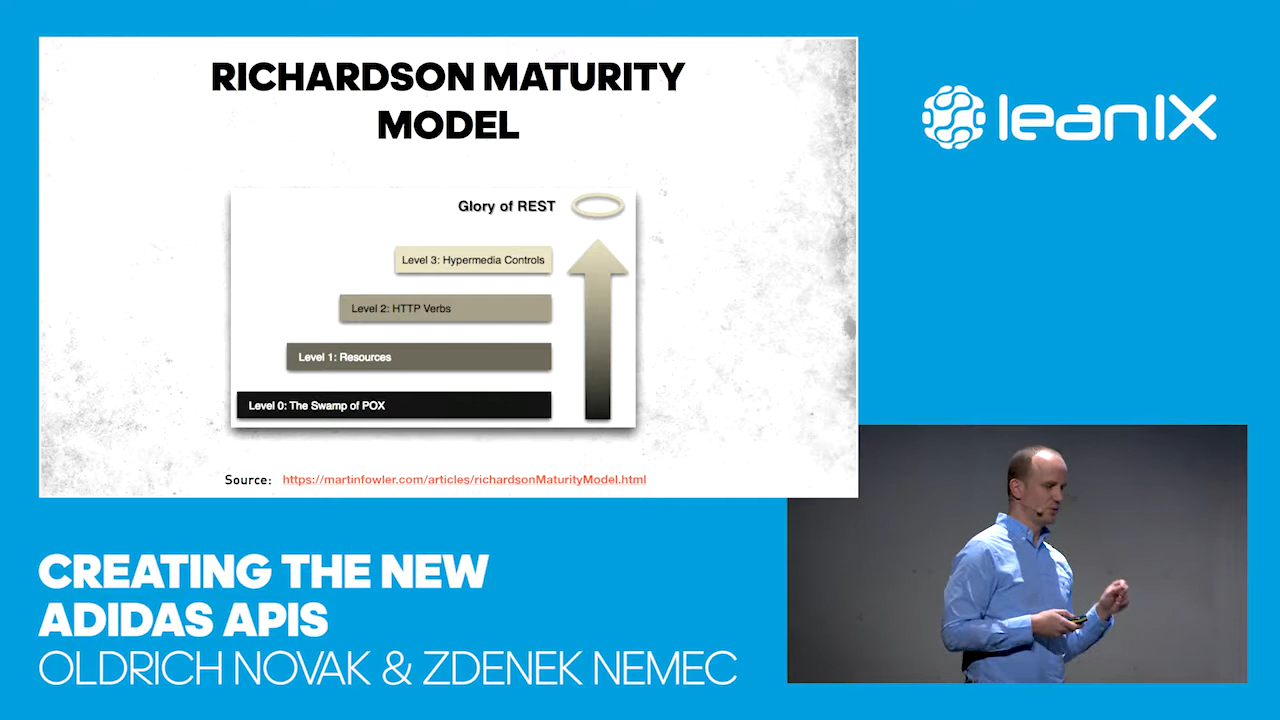 RICHARDSON MATURITY
MODEL
Glory of REST
Level 3: Hypermedia Controls
Level 2: HTTP Verbs
Level 1: Resources
Level 0: The Swamp of POX
Source: https://martinfowler.com/articles/richardsonMaturityModel.html
leanIX
CREATING THE NEW
ADIDAS APIS
OLDRICH NOVAK & ZDENEK NEMEC